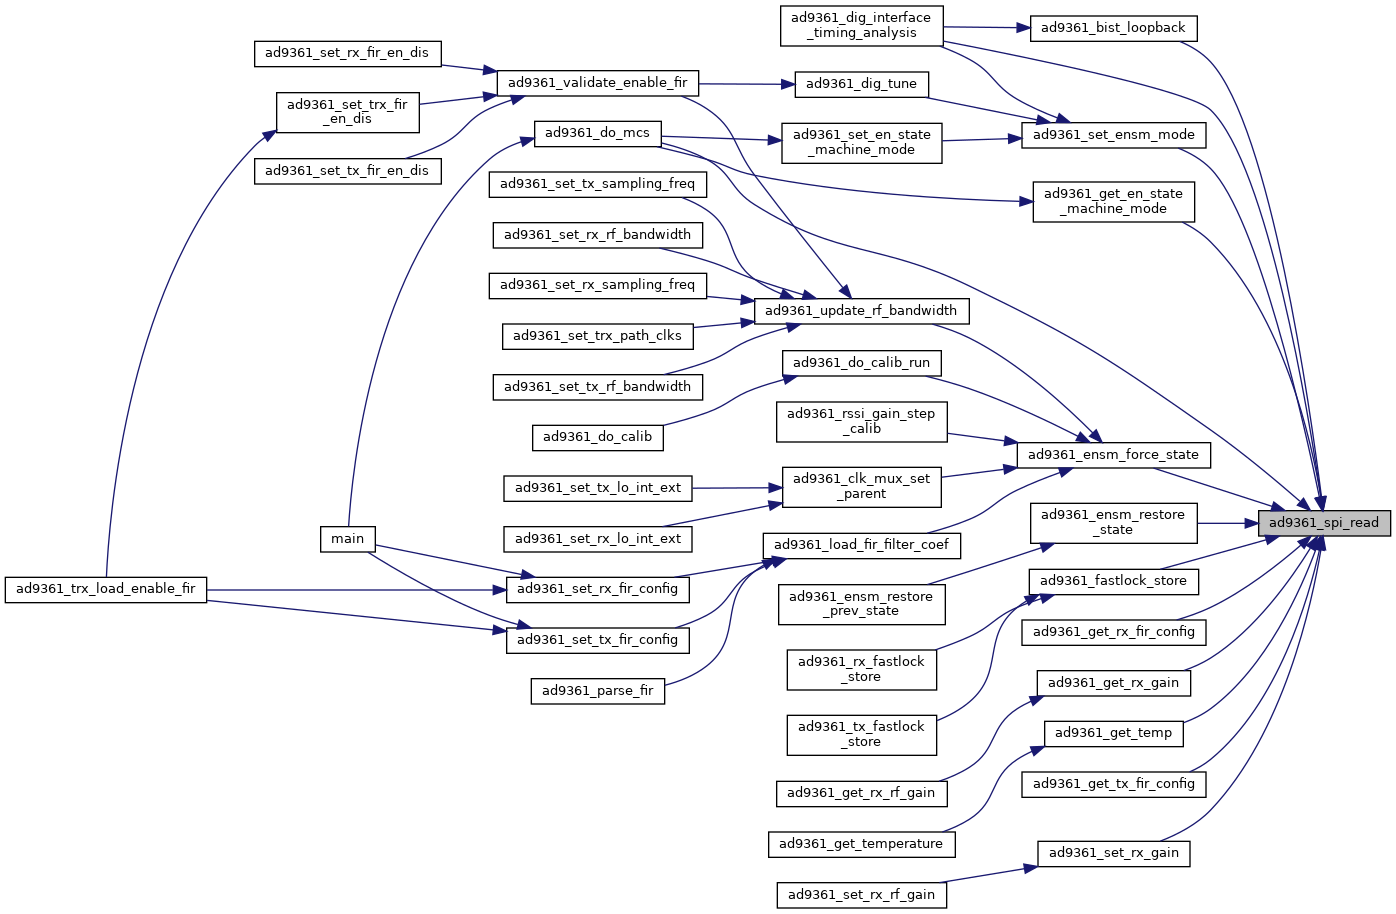 ad9361_dig_interface
_timing_analysis
ad9361_bist_loopback
ad9361_set_rx_fir_en_dis
ad9361_validate_enable_fir
ad9361_dig_tune
ad9361_set_trx_fir
_en_dis
ad9361_do_mcs
ad9361_set_en_state
_machine_mode
ad9361_set_ensm_mode
ad9361_set_tx_fir_en_dis
ad9361_set_tx_sampling_freq
ad9361_get_en_state
_machine_mode
ad9361_set_rx_rf_bandwidth
ad9361_set_rx_sampling_freq
ad9361_update_rf_bandwidth
ad9361_set_trx_path_clks
ad9361_do_calib_run
ad9361_set_tx_rf_bandwidth
ad9361_rssi_gain_step
_calib
ad9361_do_calib
ad9361_ensm_force_state
ad9361_clk_mux_set
_parent
ad9361_set_tx_lo_int_ext
ad9361_ensm_restore
_state
ad9361_spi_read
main
ad9361_set_rx_lo_int_ext
ad9361_load_fir_filter_coef
ad9361_fastlock_store
ad9361_trx_load_enable_fir
ad9361_set_rx_fir_config
ad9361_ensm_restore
_prev_state
ad9361_get_rx_fir_config
ad9361_set_tx_fir_config
ad9361_rx_fastlock
_store
ad9361_get_rx_gain
ad9361_parse_fir
ad9361_tx_fastlock
_store
ad9361_get_temp
ad9361_get_tx_fir_config
ad9361_get_rx_rf_gain
ad9361_get_temperature
ad9361_set_rx_gain
ad9361_set_rx_rf_gain